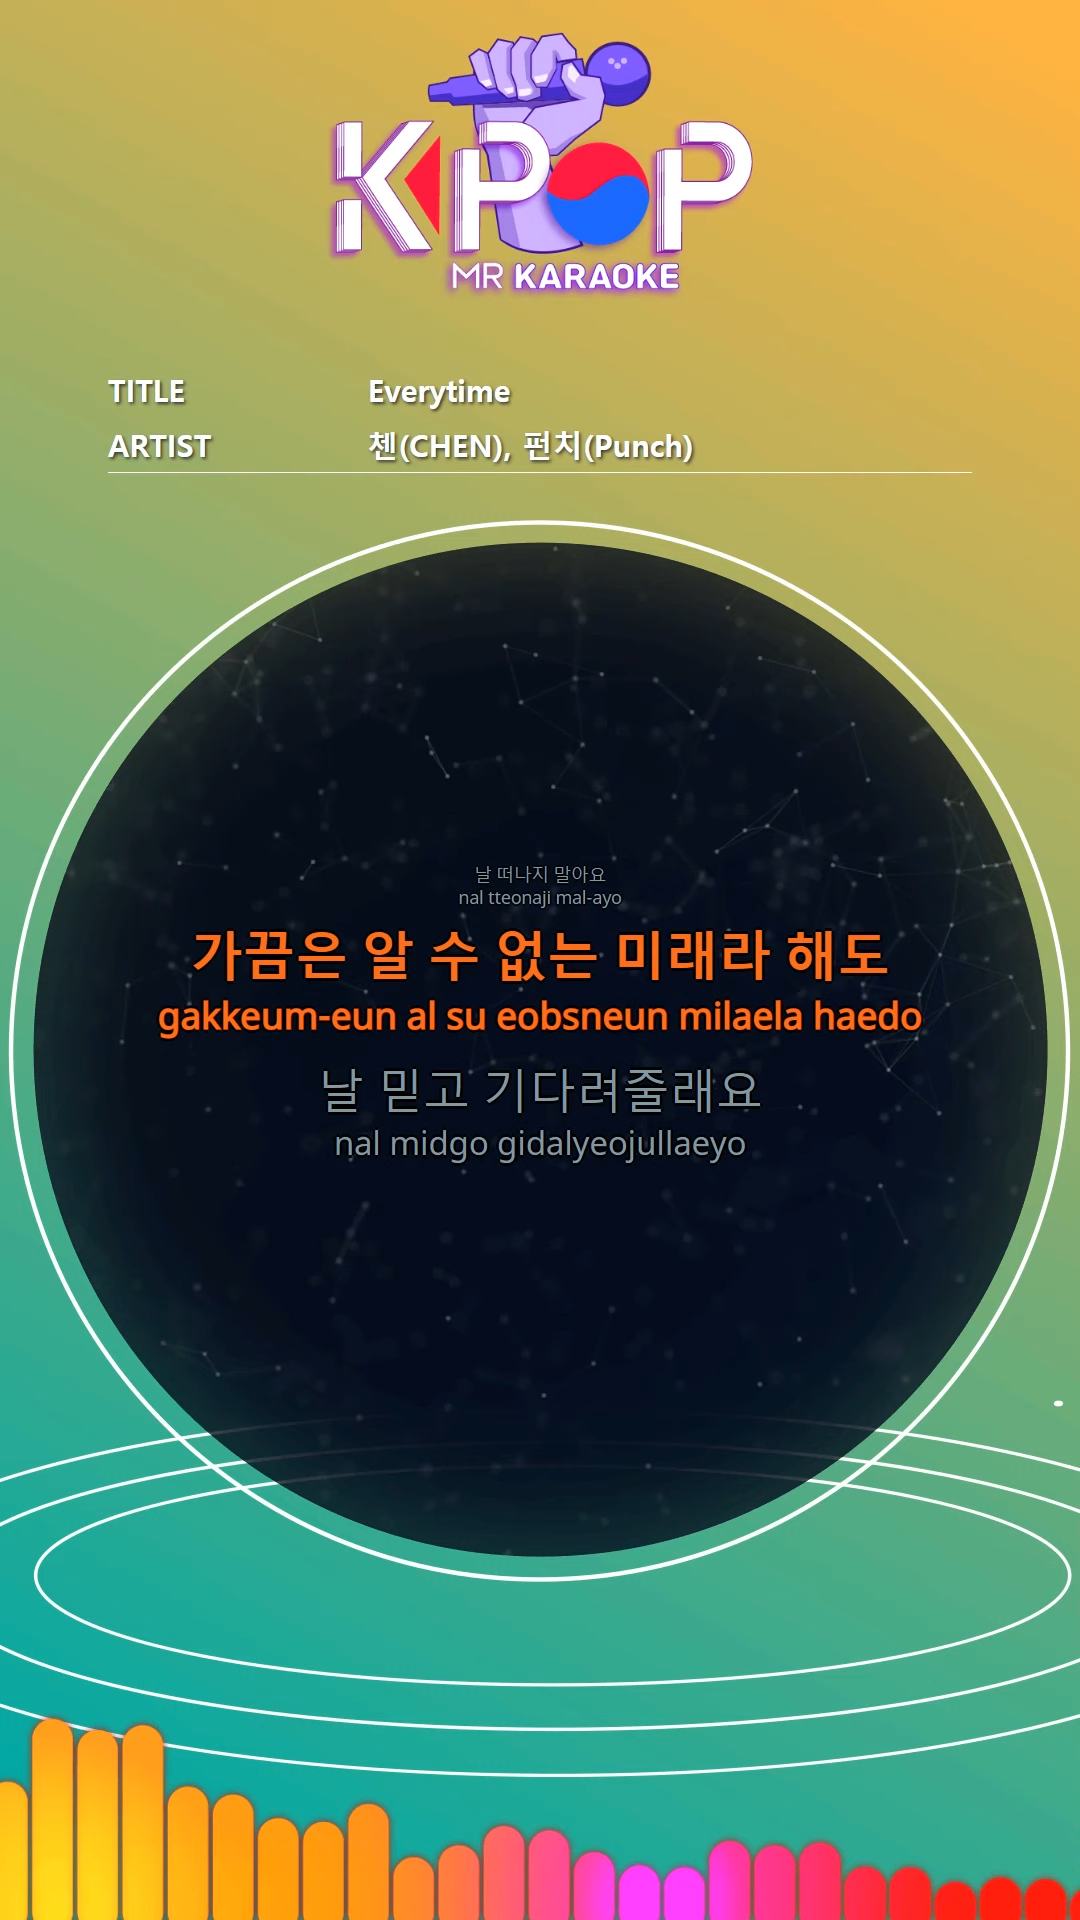 KPOP
MR KARAOKE
TITLE Everytime
ARTIST 첸(CHEN), 펀치(Punch)
날 떠나지 말아요
nal tteonaji mal-ayo
가끔은 알 수 없는 미래라 해도
gakkeum-eun al su eobsneun milaela haedo
날 믿고 기다려줄래요
nal midgo gidalyeojullaeyo